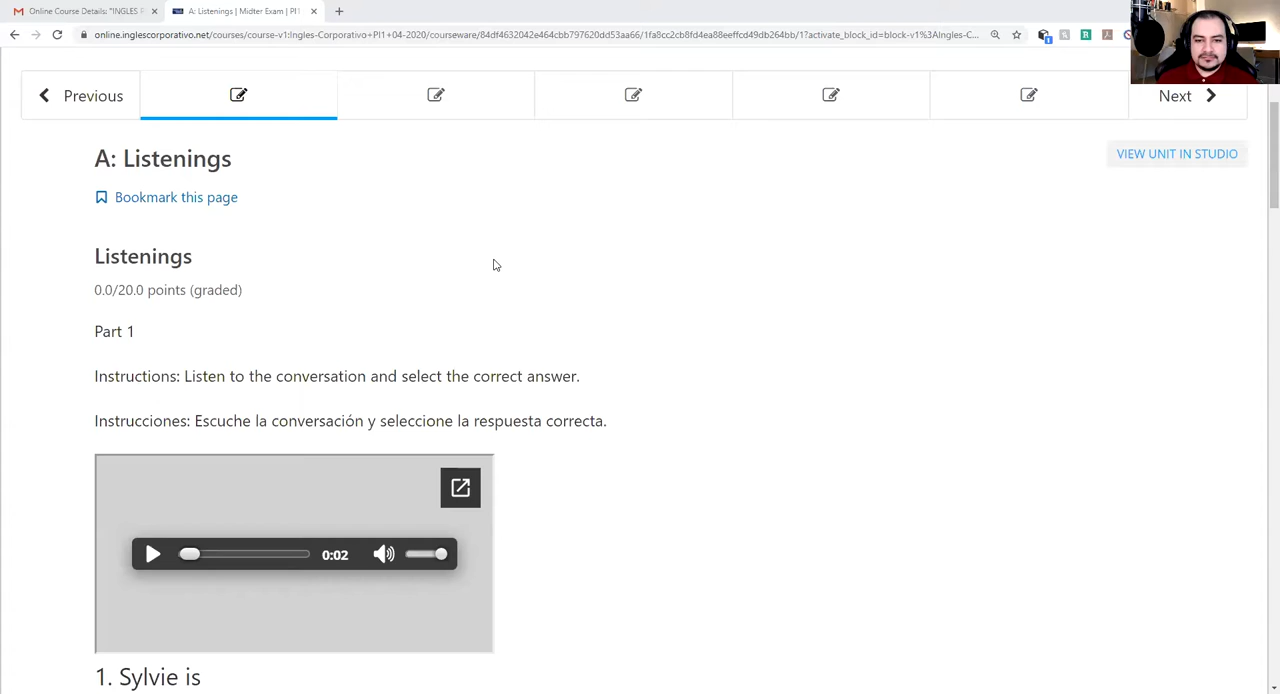 Online Course Details: "INGLES P
A: Listenings | Midter Exam | PI1
online.inglescorporativo.net/courses/course-v1:Ingles-Corporativo+PI1+04-2020/courseware/84df4632042e464cbb797620dd53aa66/1fa8cc2cb8fd4ea88eeffcd49db264bb/1?activate_block_id=block-v1%3AIngles-C...
Previous
Next
A: Listenings
VIEW UNIT IN STUDIO
Bookmark this page
Listenings
0.0/20.0 points (graded)
Part 1
Instructions: Listen to the conversation and select the correct answer.
Instrucciones: Escuche la conversación y seleccione la respuesta correcta.
0:02
1. Sylvie is